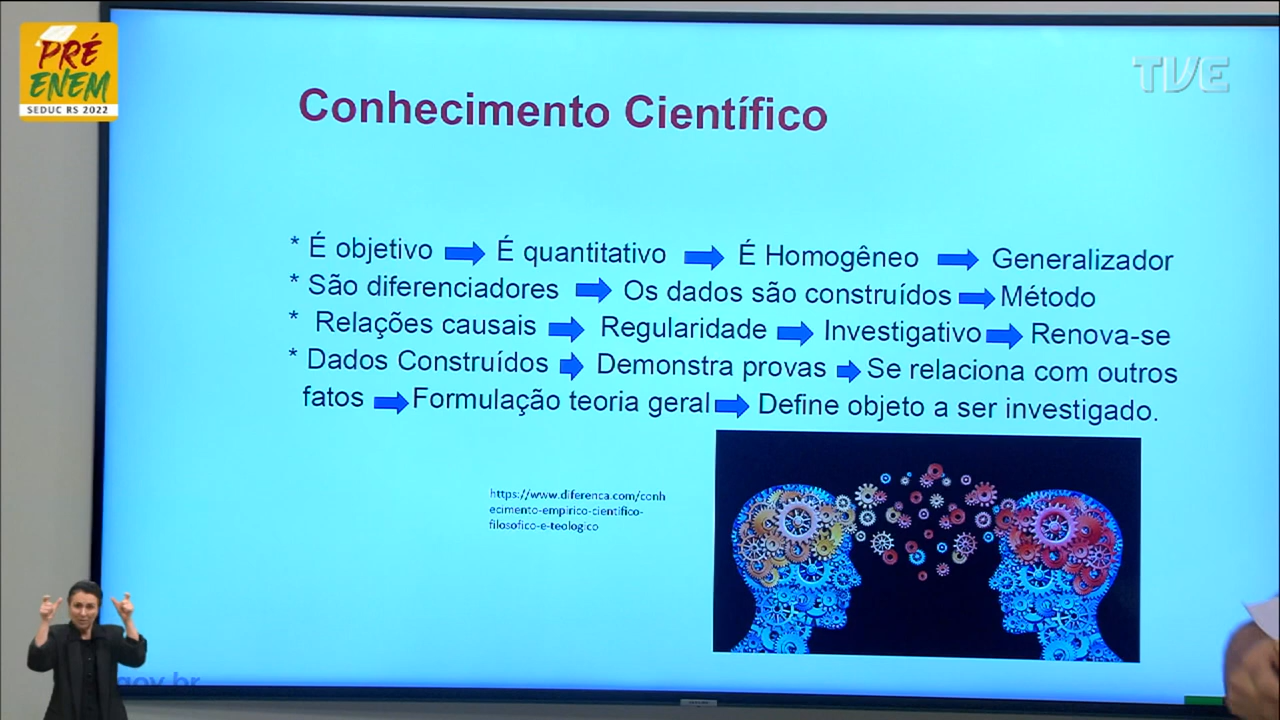 PRÉ
ENEM
SEDUC RS 2022
TVE
Conhecimento Científico
* É objetivo É quantitativo É Homogêneo Generalizador
* São diferenciadores Os dados são construídos Método
* Relações causais Regularidade Investigativo Renova-se
* Dados Construídos Demonstra provas Se relaciona com outros
fatos Formulação teoria geral Define objeto a ser investigado.
https://www.diferenca.com/conh
ecimento-empirico-cientifico-
filosofico-e-teologico
gov.br